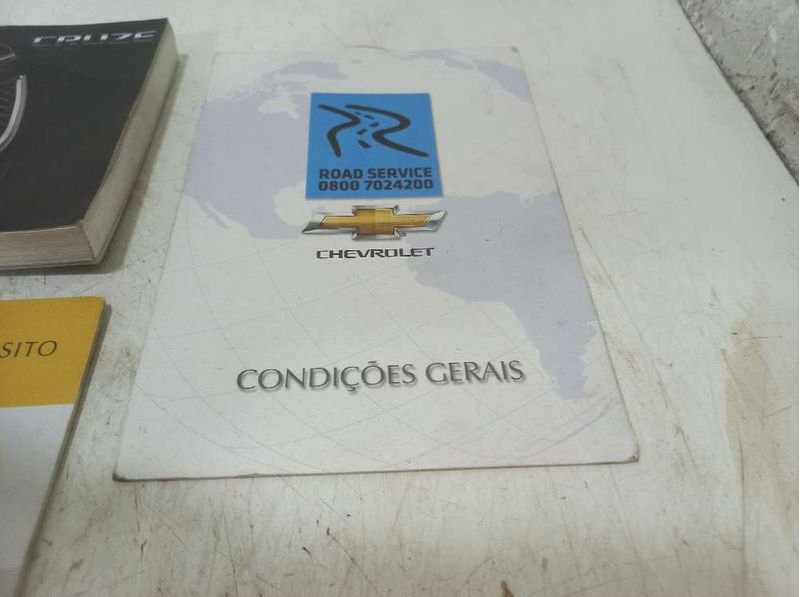 CRUZE
ROAD SERVICE
0800 7024200
CHEVROLET
SITO
CONDIÇÕES GERAIS